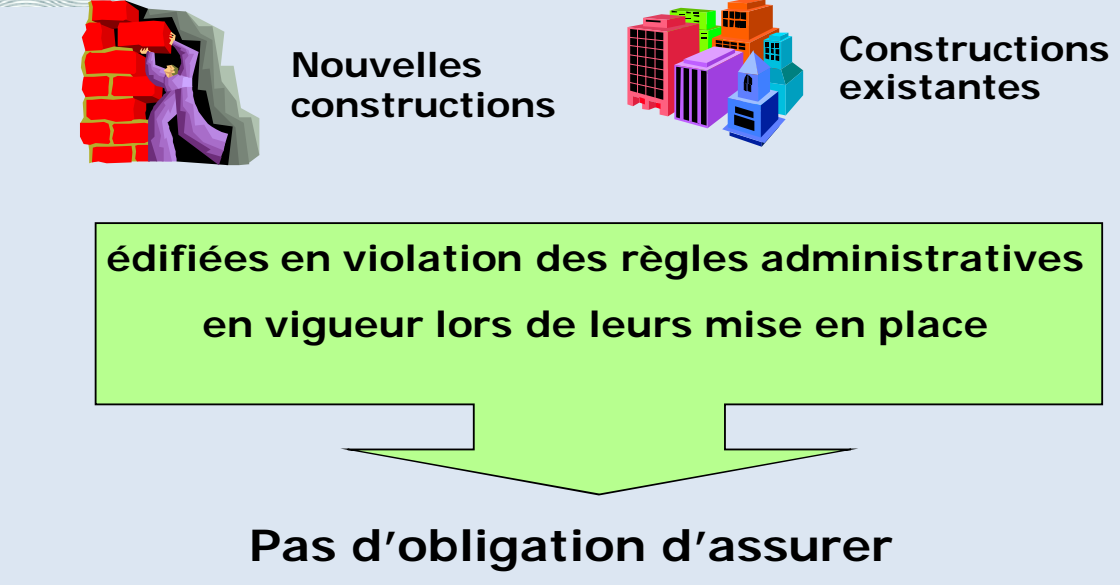 Nouvelles
constructions
Constructions
existantes
édifiées en violation des règles administratives
en vigueur lors de leurs mise en place
Pas d’obligation d’assurer